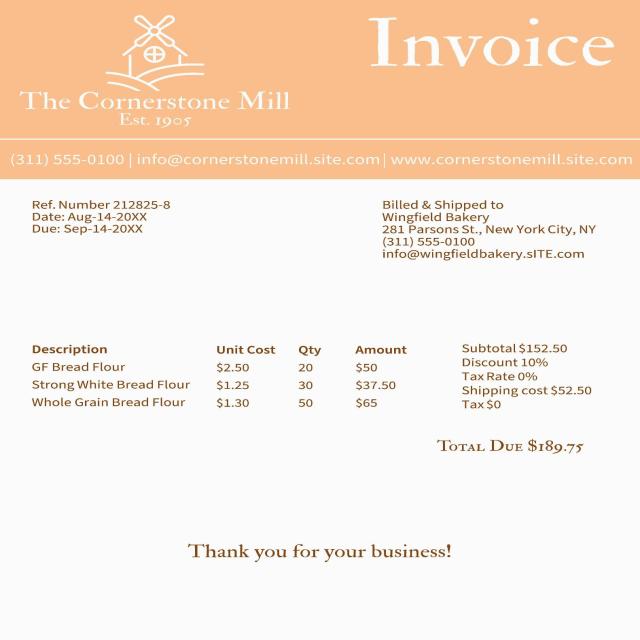 Invoice
The Cornerstone Mill
Est. 1905
(311) 555-0100 | info@cornerstonemill.site.com | www.cornerstonemill.site.com
Ref. Number 212825-8
Date: Aug-14-20XX
Due: Sep-14-20XX
Billed & Shipped to
Wingfield Bakery
281 Parsons St., New York City, NY
(311) 555-0100
info@wingfieldbakery.sITE.com
Description Unit Cost Qty Amount
GF Bread Flour $2.50 20 $50
Strong White Bread Flour $1.25 30 $37.50
Whole Grain Bread Flour $1.30 50 $65
Subtotal $152.50
Discount 10%
Tax Rate 0%
Shipping cost $52.50
Tax $0
Total Due $189.75
Thank you for your business!